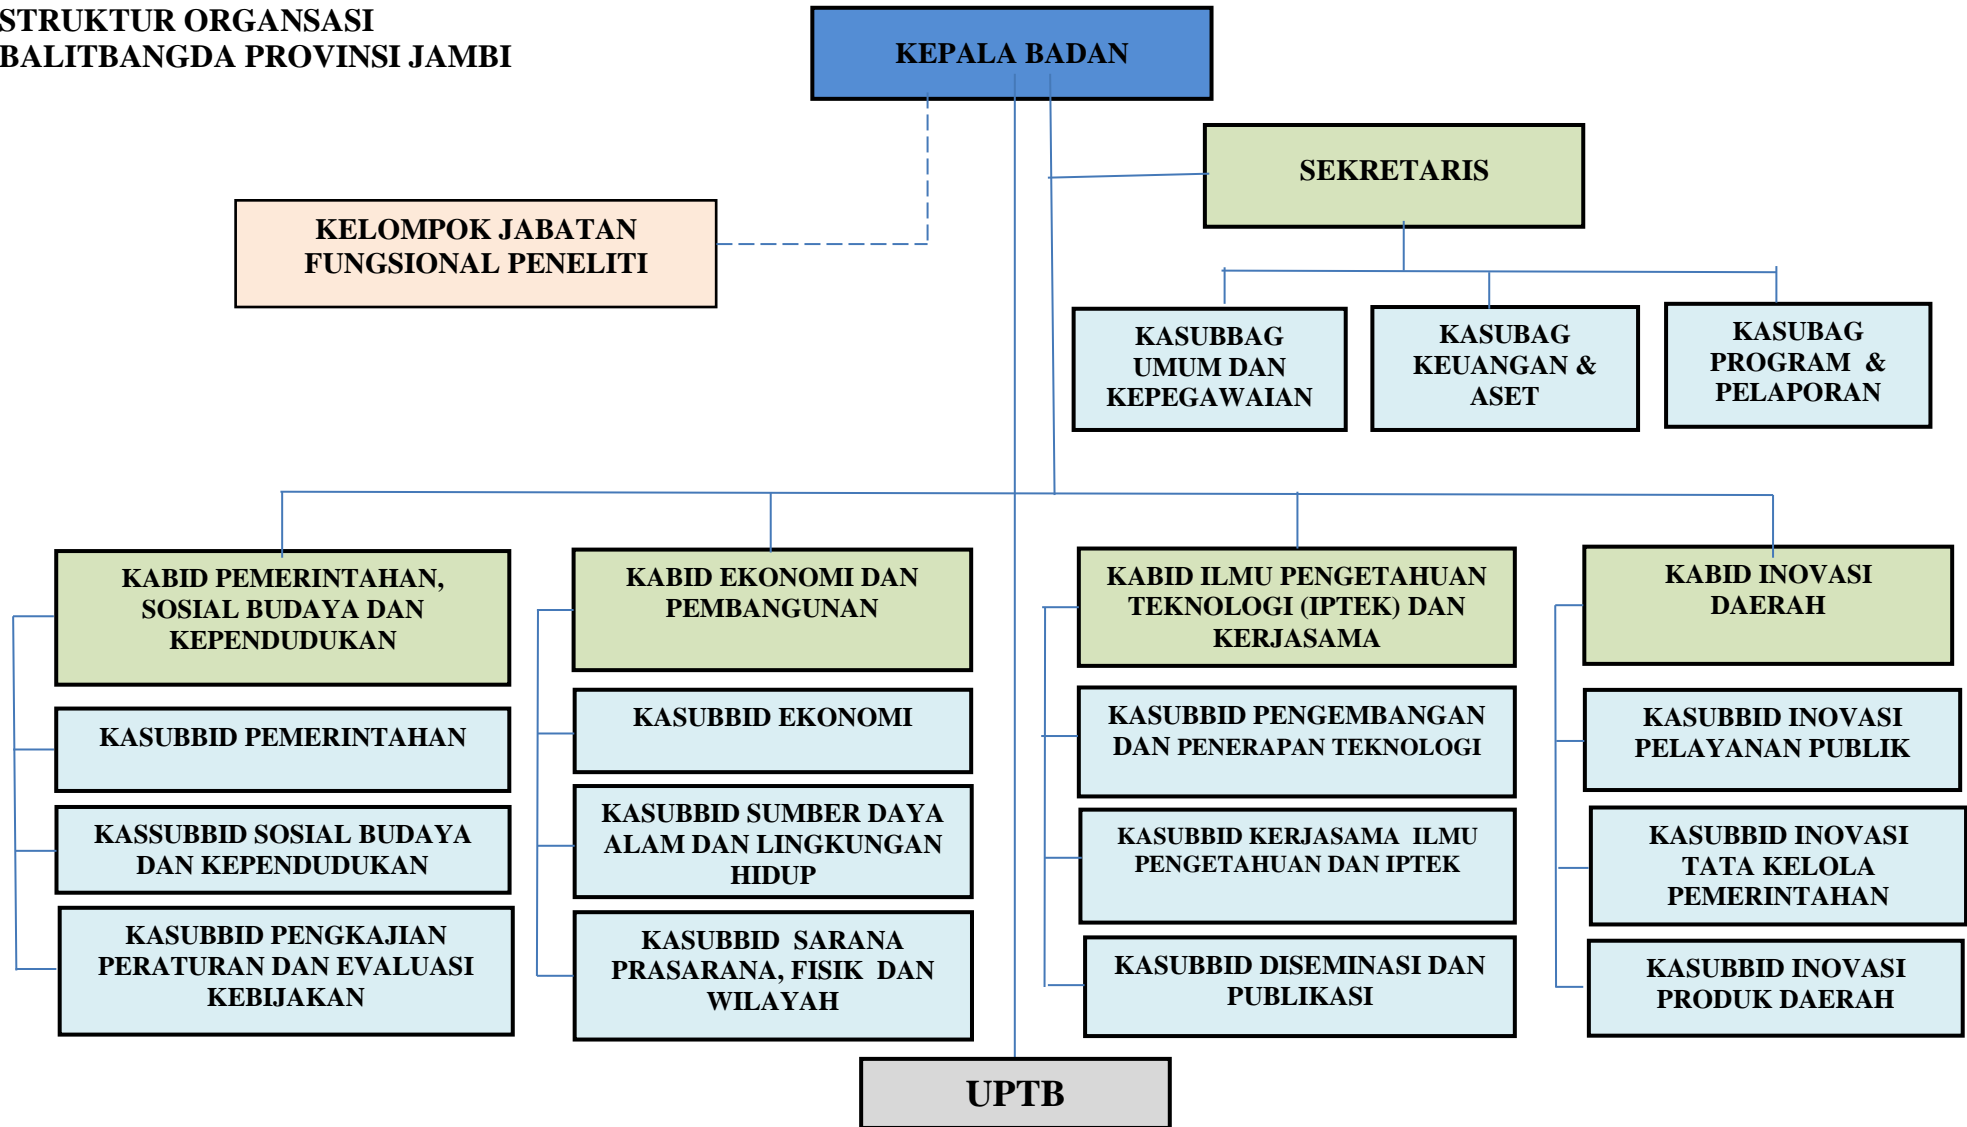 STRUKTUR ORGANSASI
BALITBANGDA PROVINSI JAMBI
KEPALA BADAN
SEKRETARIS
KELOMPOK JABATAN
FUNGSIONAL PENELITI
KASUBBAG
UMUM DAN
KEPEGAWAIAN
KASUBAG
KEUANGAN &
ASET
KASUBAG
PROGRAM &
PELAPORAN
KABID PEMERINTAHAN,
SOSIAL BUDAYA DAN
KEPENDUDUKAN
KABID EKONOMI DAN
PEMBANGUNAN
KABID ILMU PENGETAHUAN
TEKNOLOGI (IPTEK) DAN
KERJASAMA
KABID INOVASI
DAERAH
KASUBBID PEMERINTAHAN
KASSUBBID SOSIAL BUDAYA
DAN KEPENDUDUKAN
KASUBBID PENGKAJIAN
PERATURAN DAN EVALUASI
KEBIJAKAN
KASUBBID EKONOMI
KASUBBID SUMBER DAYA
ALAM DAN LINGKUNGAN
HIDUP
KASUBBID SARANA
PRASARANA, FISIK DAN
WILAYAH
KASUBBID PENGEMBANGAN
DAN PENERAPAN TEKNOLOGI
KASUBBID KERJASAMA ILMU
PENGETAHUAN DAN IPTEK
KASUBBID DISEMINASI DAN
PUBLIKASI
KASUBBID INOVASI
PELAYANAN PUBLIK
KASUBBID INOVASI
TATA KELOLA
PEMERINTAHAN
KASUBBID INOVASI
PRODUK DAERAH
UPTB